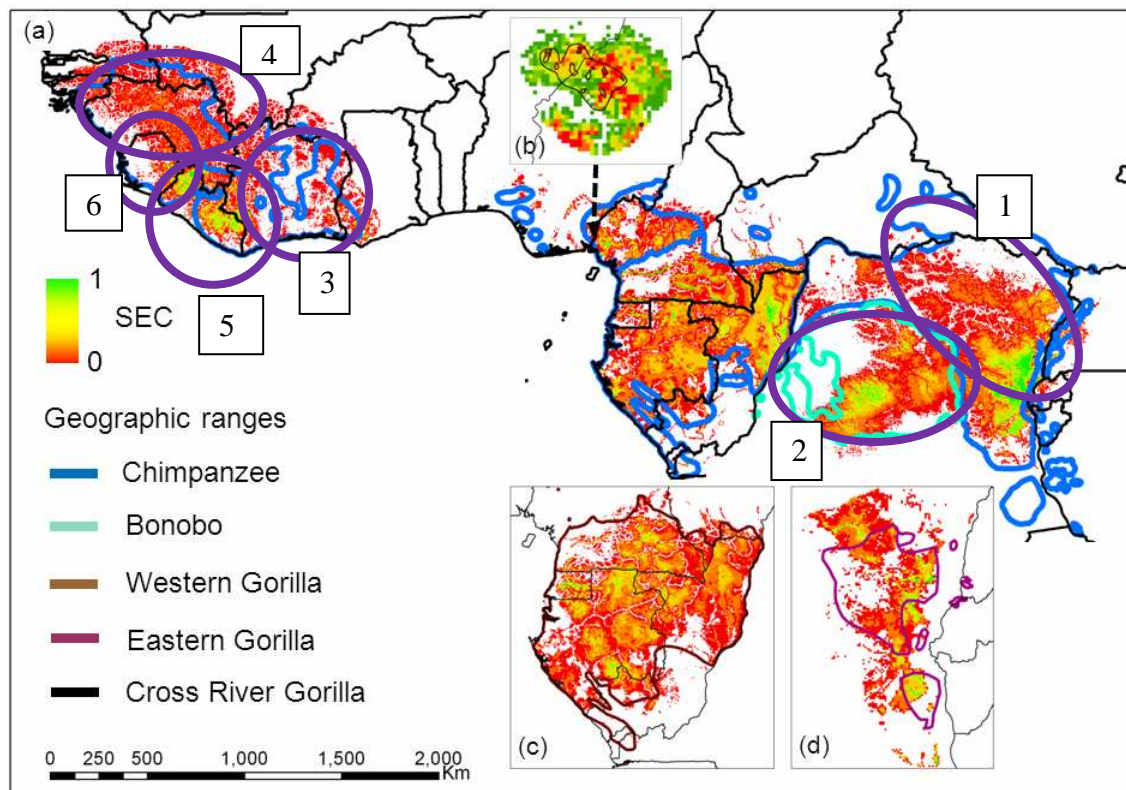 (a)
4
(b)
1
6
3
5
2
1
SEC
0
Geographic ranges
Chimpanzee
Bonobo
Western Gorilla
Eastern Gorilla
Cross River Gorilla
0 250 500 1,000 1,500 2,000
Km
(c)
(d)